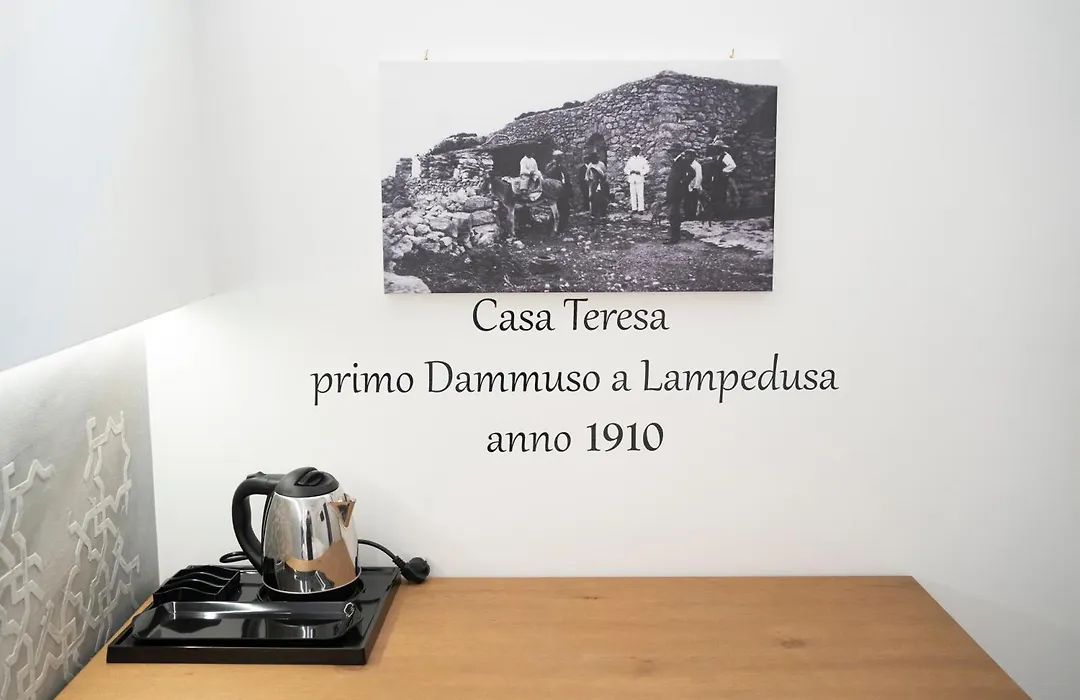 Casa Teresa
primo Dammuso a Lampedusa
anno 1910